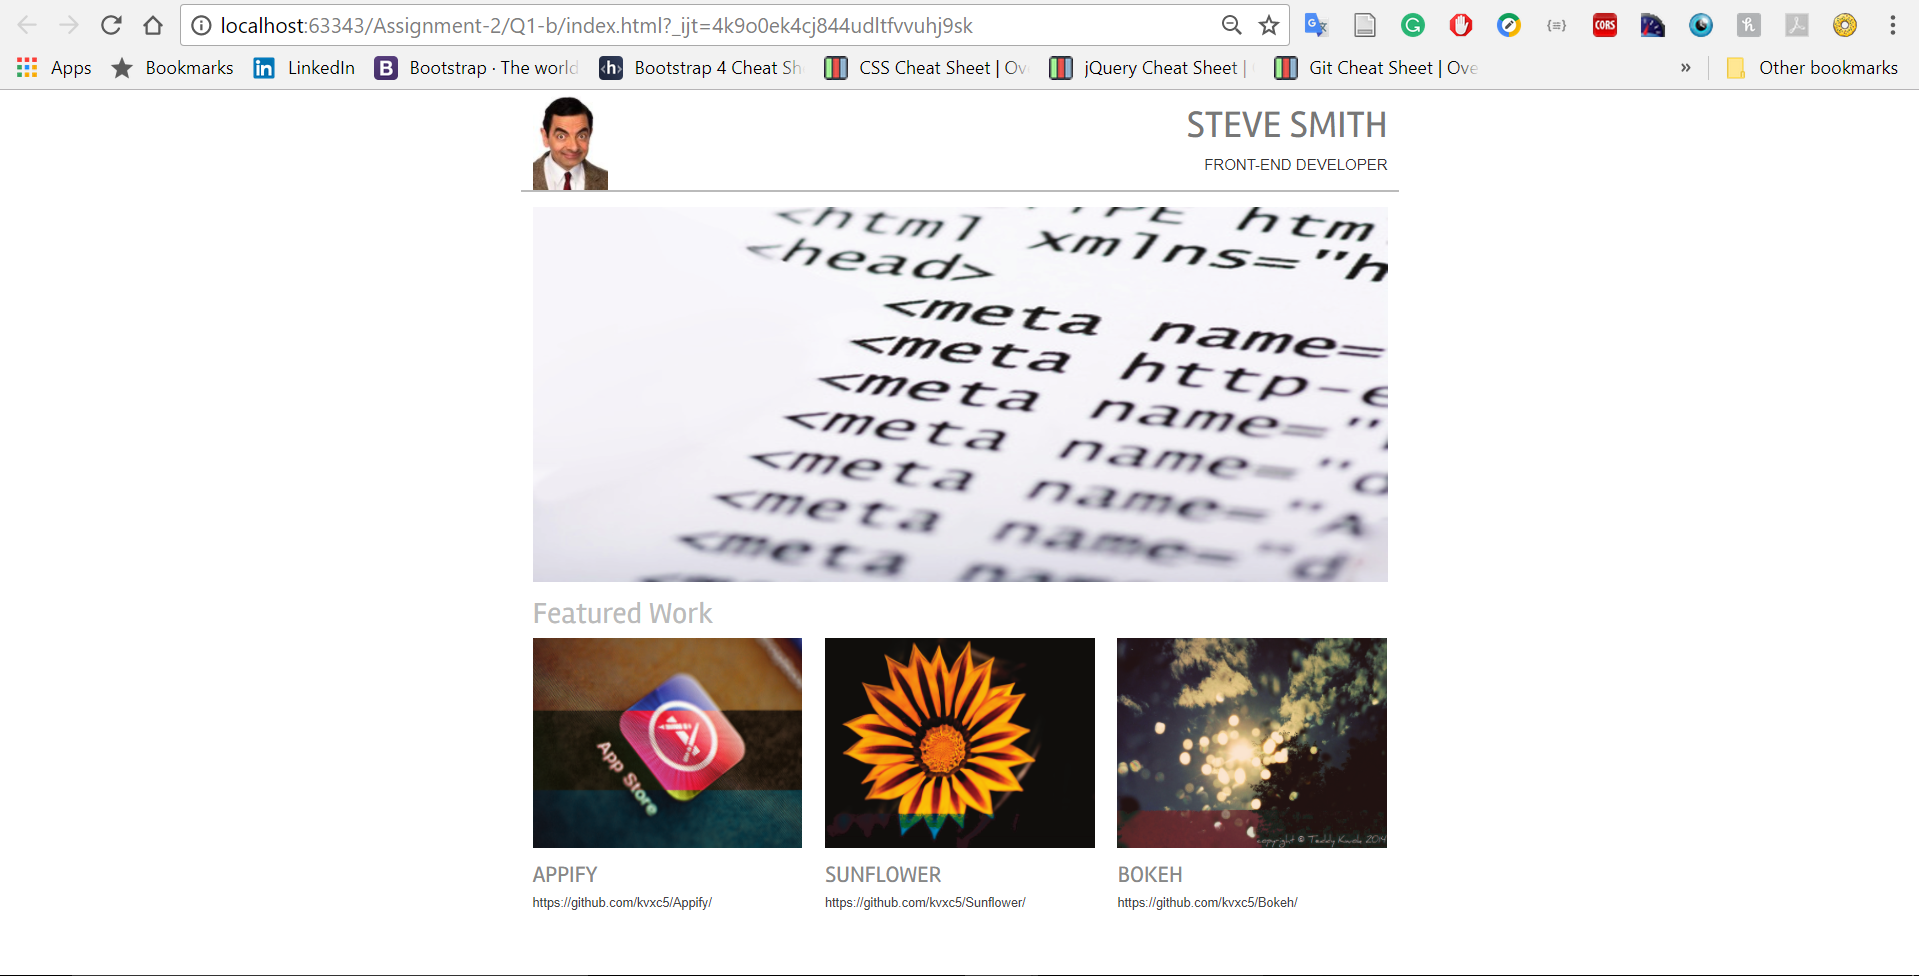 localhost:63343/Assignment-2/Q1-b/index.html?_ijt=4k9o0ek4cj844udltfvvuhj9sk
CORS
Apps Bookmarks LinkedIn Bootstrap · The world Bootstrap 4 Cheat Sh CSS Cheat Sheet | Ov jQuery Cheat Sheet | Git Cheat Sheet | Ove » Other bookmarks
STEVE SMITH
FRONT-END DEVELOPER
TYPE htm
<html xmlns="h
<head>
<meta name=
<meta http-e
<meta name="
<meta name="d
<meta name="A
<meta name="d
<meta name
Featured Work
App Store
copyright © Teddy Kwok 2014
APPIFY SUNFLOWER BOKEH
https://github.com/kvxc5/Appify/ https://github.com/kvxc5/Sunflower/ https://github.com/kvxc5/Bokeh/